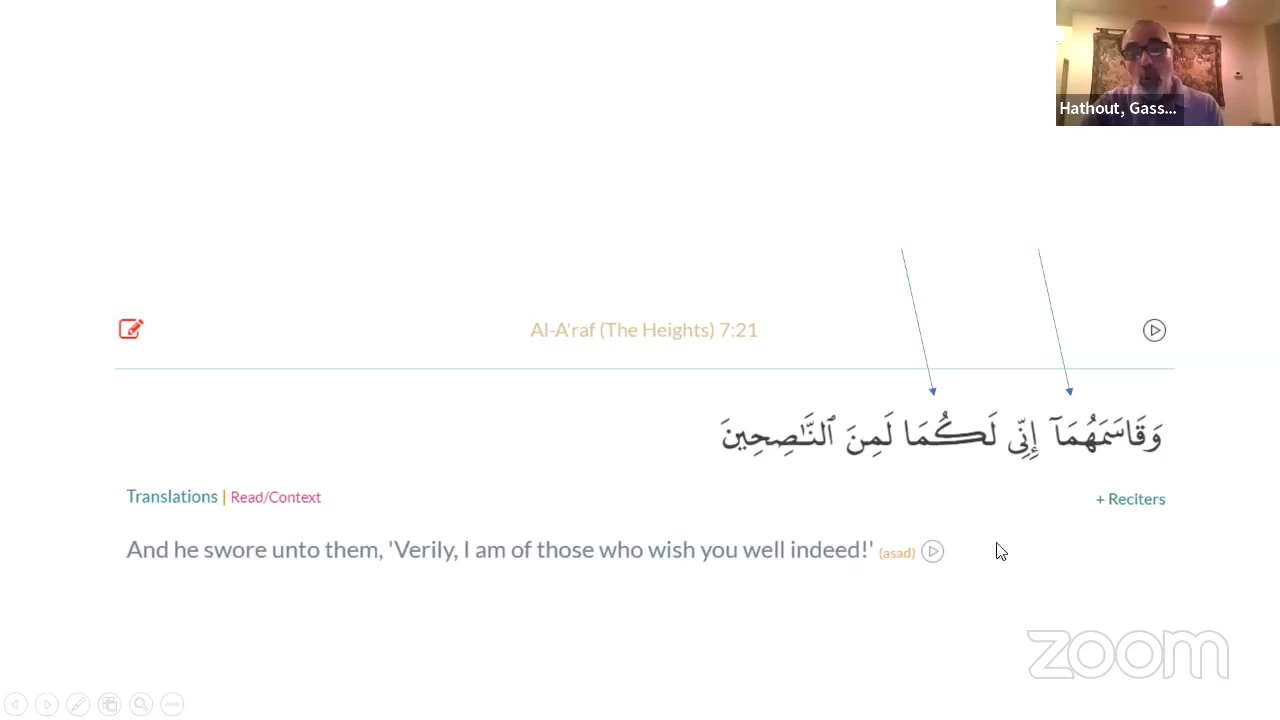 Hathout, Gass...
Al-A'raf (The Heights) 7:21
وَقَاسَمَهُمَآ إِنِّى لَكُمَا لَمِنَ ٱلنَّـٰصِحِينَ
Translations | Read/Context
+ Reciters
And he swore unto them, 'Verily, I am of those who wish you well indeed!' (asad)
zoom